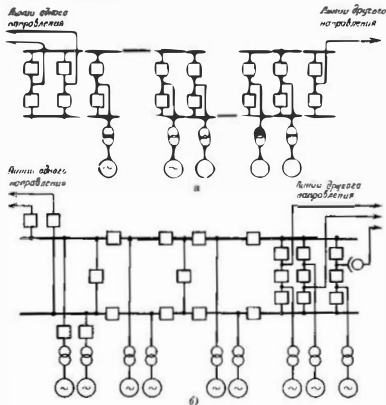 Линии одного
направления
Линии другого
направления
а
Линии одного
направления
Линии другого
направления
б)